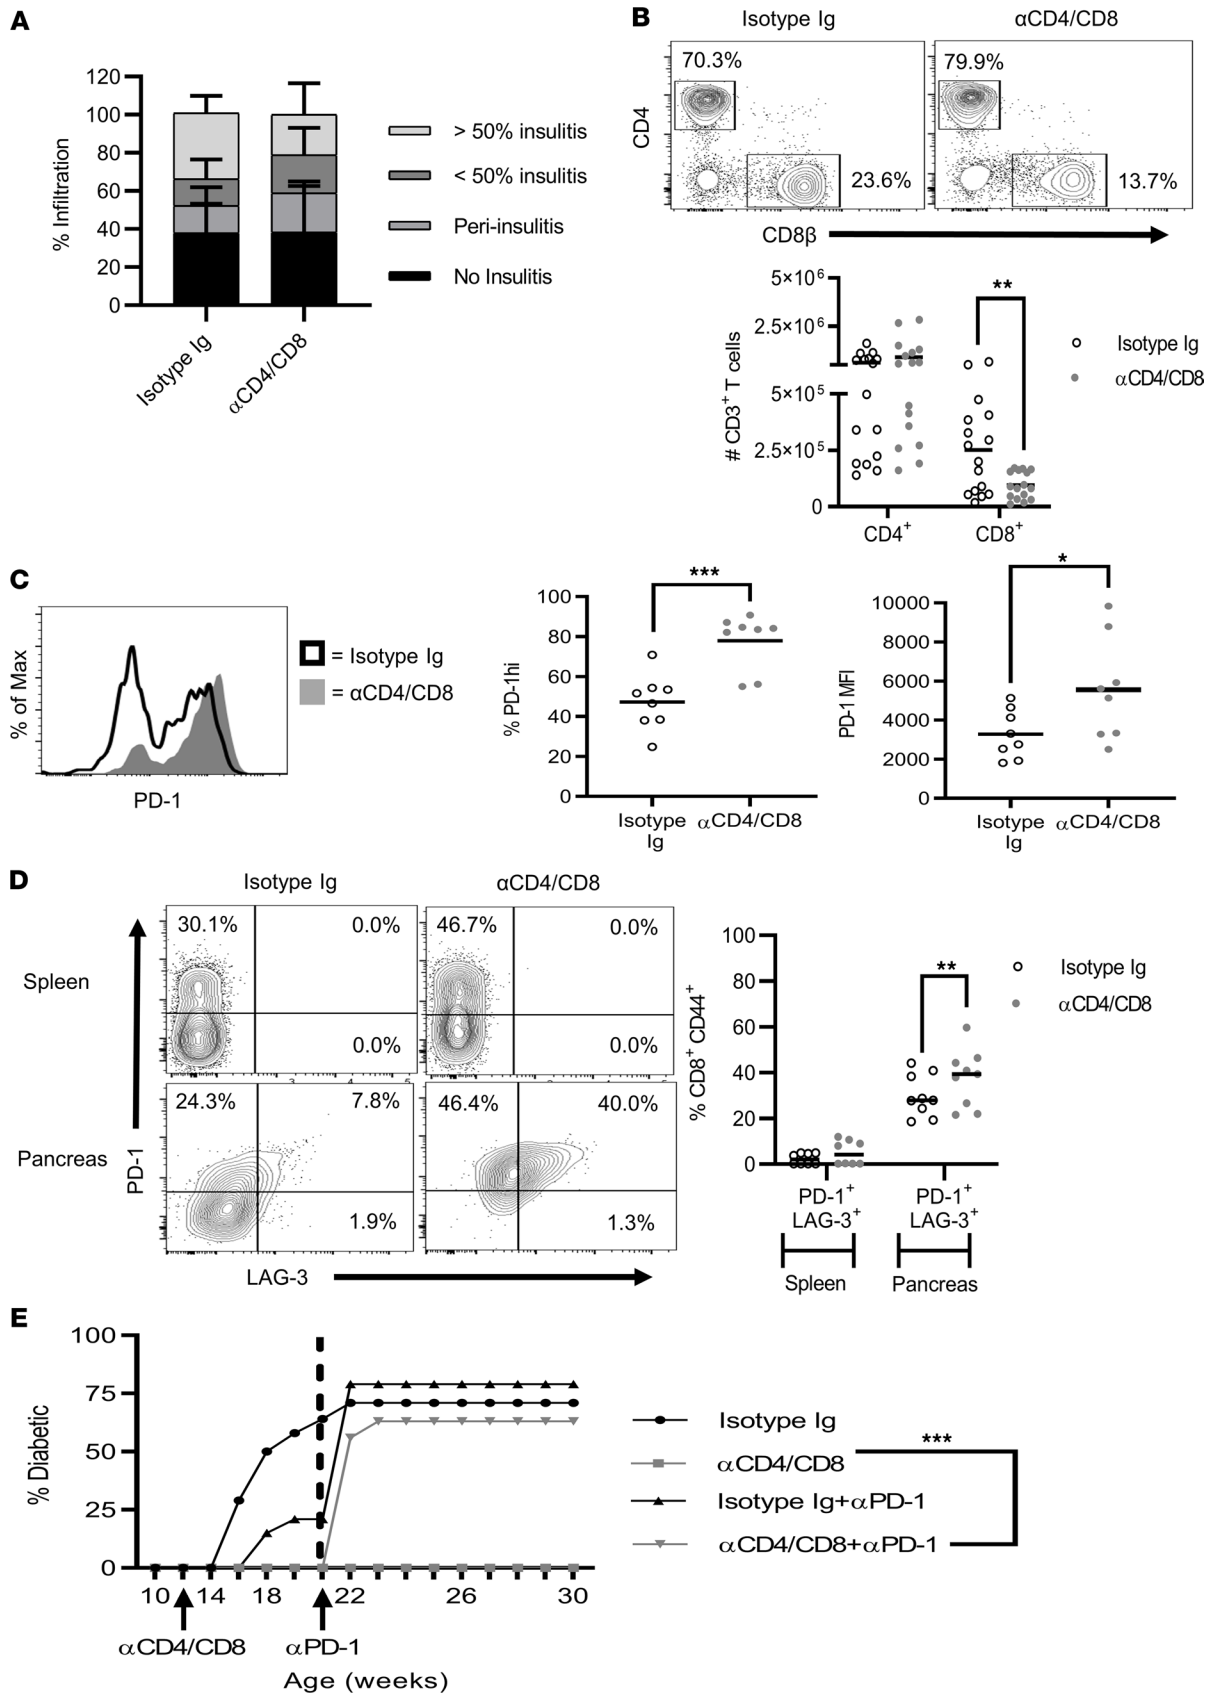 A
% Infiltration
120
100
80
60
40
20
0
Isotype Ig
αCD4/CD8
> 50% insulitis
< 50% insulitis
Peri-insulitis
No Insulitis
B
Isotype Ig
αCD4/CD8
70.3%
79.9%
CD4
23.6%
13.7%
CD8β
# CD3+ T cells
5×10⁶
2.5×10⁶
5×10⁵
2.5×10⁵
0
**
CD4+
CD8+
Isotype Ig
αCD4/CD8
C
% of Max
PD-1
= Isotype Ig
= αCD4/CD8
% PD-1hi
100
80
60
40
20
0
***
Isotype Ig
αCD4/CD8
PD-1 MFI
10000
8000
6000
4000
2000
0
*
Isotype Ig
αCD4/CD8
D
Isotype Ig
αCD4/CD8
Spleen
30.1%
0.0%
46.7%
0.0%
0.0%
0.0%
Pancreas
24.3%
7.8%
46.4%
40.0%
1.9%
1.3%
PD-1
LAG-3
% CD8+ CD44+
100
80
60
40
20
0
**
Isotype Ig
αCD4/CD8
PD-1+
LAG-3+
PD-1+
LAG-3+
Spleen
Pancreas
E
% Diabetic
100
75
50
25
0
10 14 18 22 26 30
αCD4/CD8
αPD-1
Age (weeks)
Isotype Ig
αCD4/CD8
Isotype Ig+αPD-1
αCD4/CD8+αPD-1
***